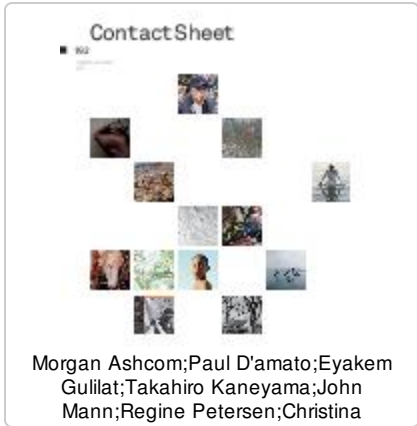 ContactSheet
Morgan Ashcom;Paul D'amato;Eyakem
Gulilat;Takahiro Kaneyama;John
Mann;Regine Petersen;Christina